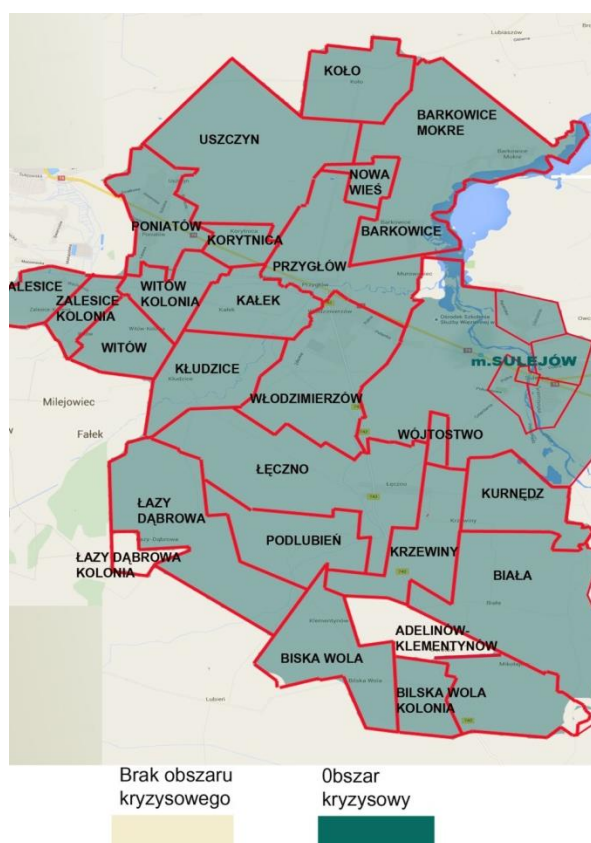 KOŁO
BARKOWICE
MOKRE
USZCZYN
NOWA
WIEŚ
PONIATÓW
KORYTNICA
BARKOWICE
PRZYGŁÓW
ALESICE
ZALESICE
KOLONIA
WITÓW
KOLONIA
KAŁEK
WITÓW
m.SULEJÓW
KŁUDZICE
Milejowiec
WŁODZIMIERZÓW
Fałek
WÓJTOSTWO
ŁĘCZNO
KURNĘDZ
ŁAZY
DĄBROWA
PODLUBIEŃ
KRZEWINY
ŁAZY DĄBROWA
KOLONIA
BIAŁA
ADELINÓW-
KLEMENTYNÓW
BISKA WOLA
BILSKA WOLA
KOLONIA
Brak obszaru
kryzysowego
0bszar
kryzysowy